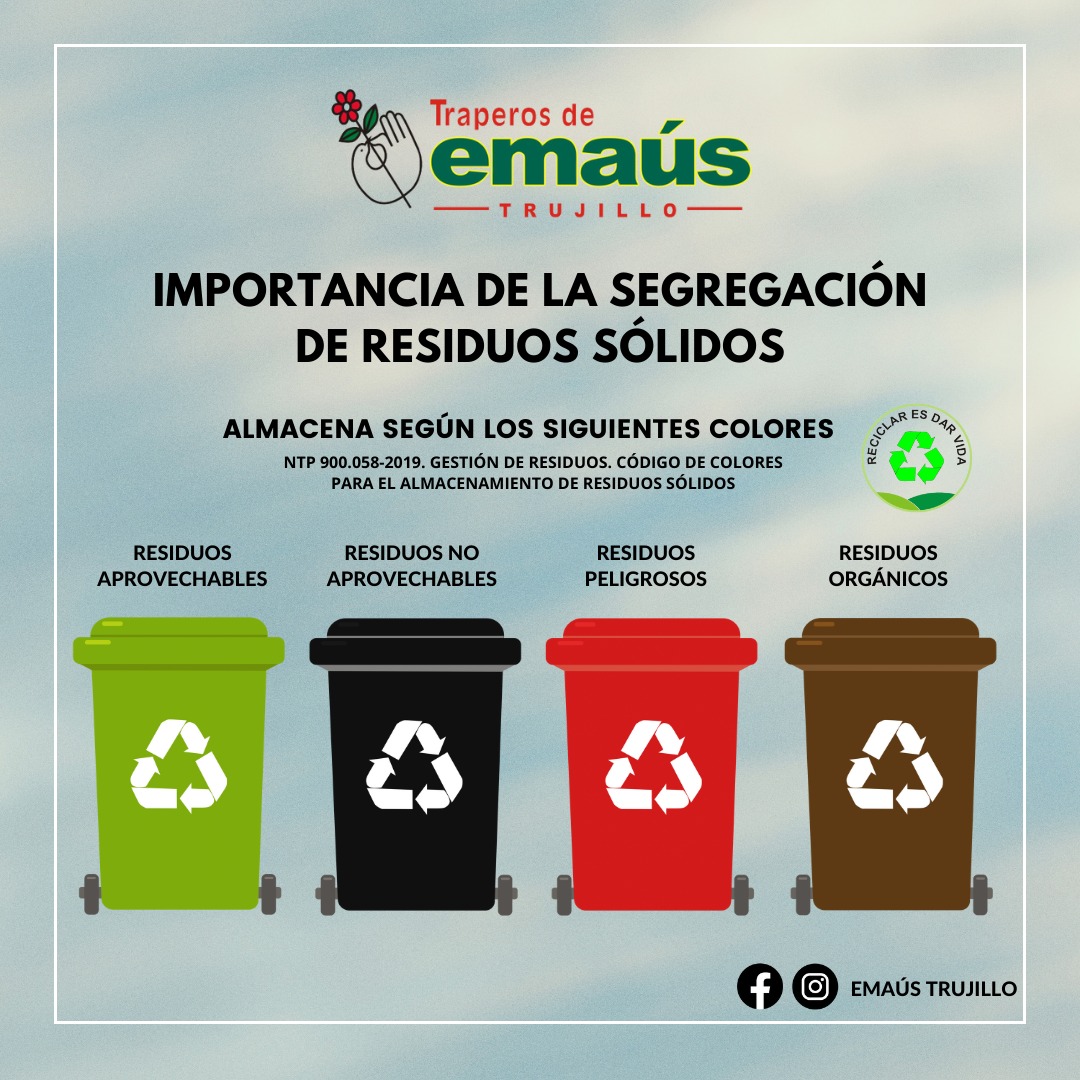 Traperos de
emaús
TRUJILLO
IMPORTANCIA DE LA SEGREGACIÓN
DE RESIDUOS SÓLIDOS
ALMACENA SEGÚN LOS SIGUIENTES COLORES
NTP 900.058-2019. GESTIÓN DE RESIDUOS. CÓDIGO DE COLORES
PARA EL ALMACENAMIENTO DE RESIDUOS SÓLIDOS
RECICLAR ES DAR VIDA
RESIDUOS
APROVECHABLES
RESIDUOS NO
APROVECHABLES
RESIDUOS
PELIGROSOS
RESIDUOS
ORGÁNICOS
EMAÚS TRUJILLO